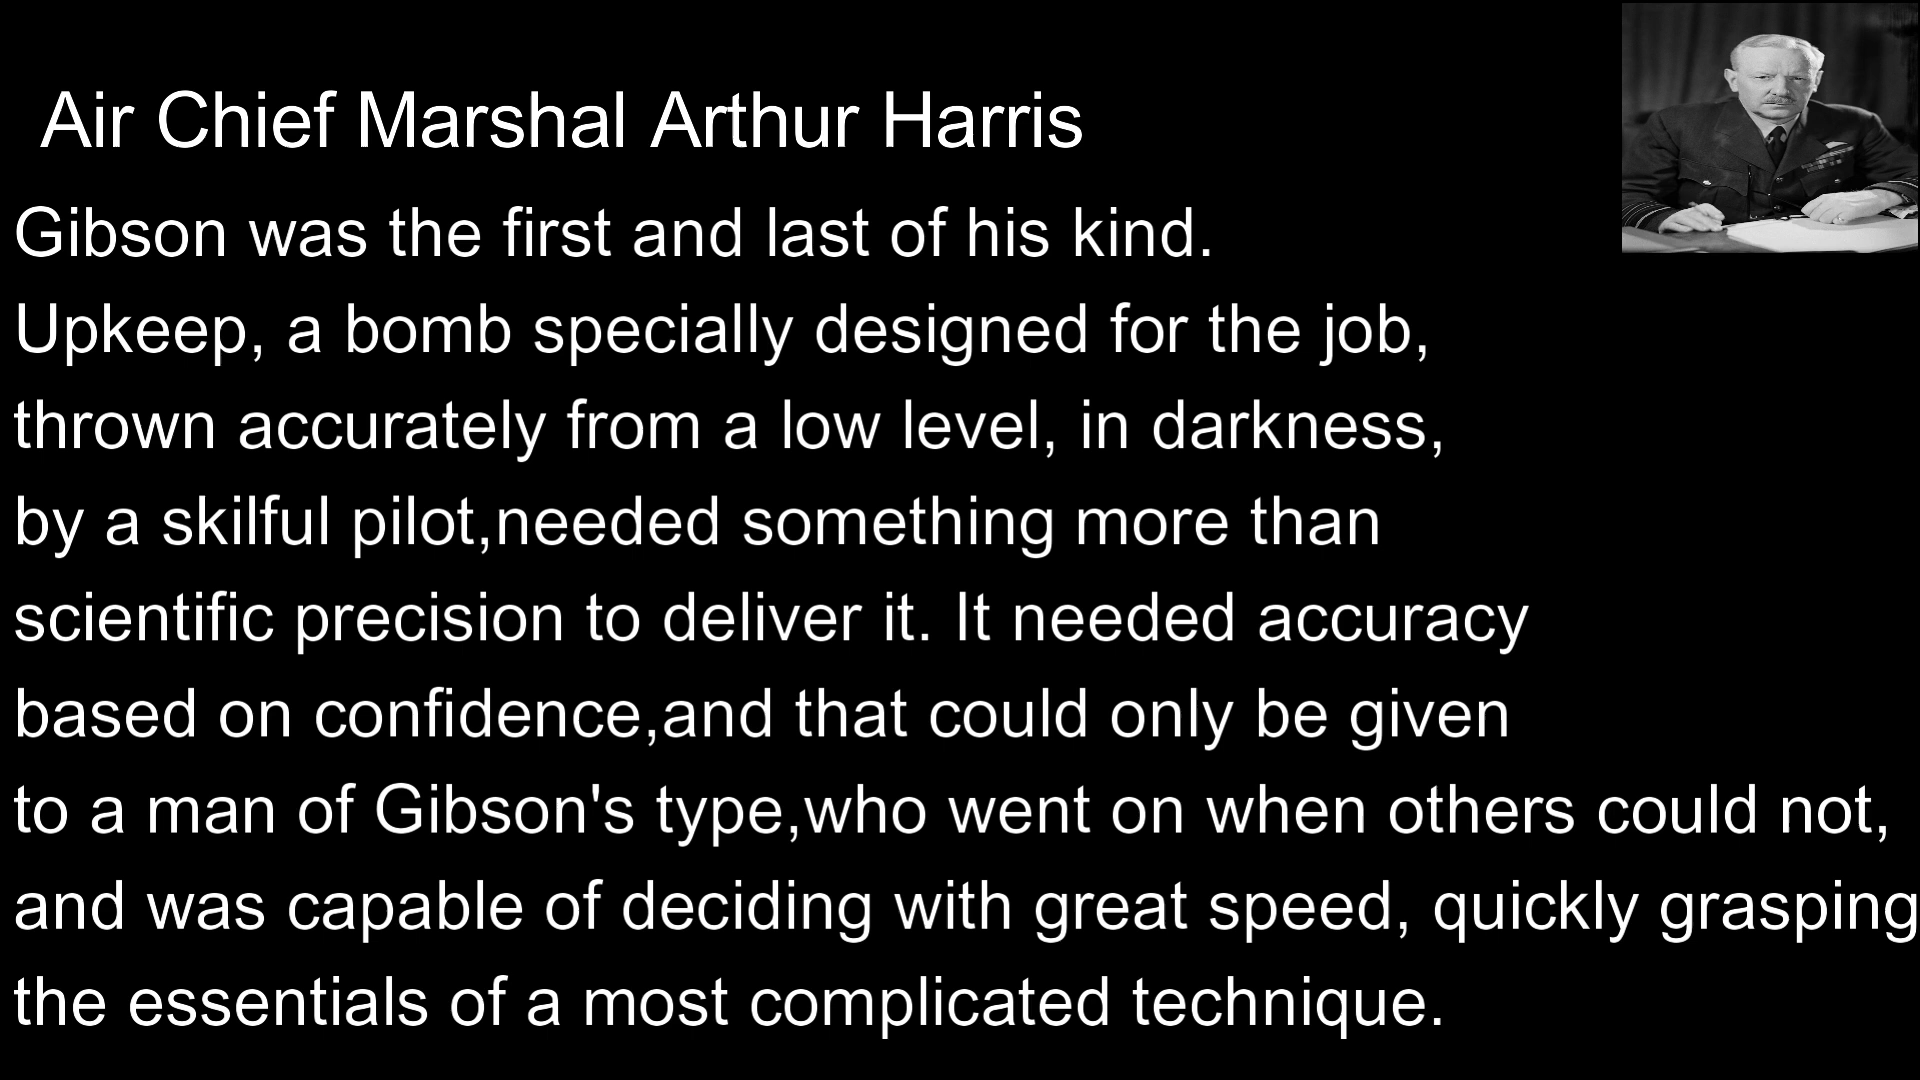 Air Chief Marshal Arthur Harris
Gibson was the first and last of his kind.
Upkeep, a bomb specially designed for the job,
thrown accurately from a low level, in darkness,
by a skilful pilot,needed something more than
scientific precision to deliver it. It needed accuracy
based on confidence,and that could only be given
to a man of Gibson's type,who went on when others could not,
and was capable of deciding with great speed, quickly grasping
the essentials of a most complicated technique.